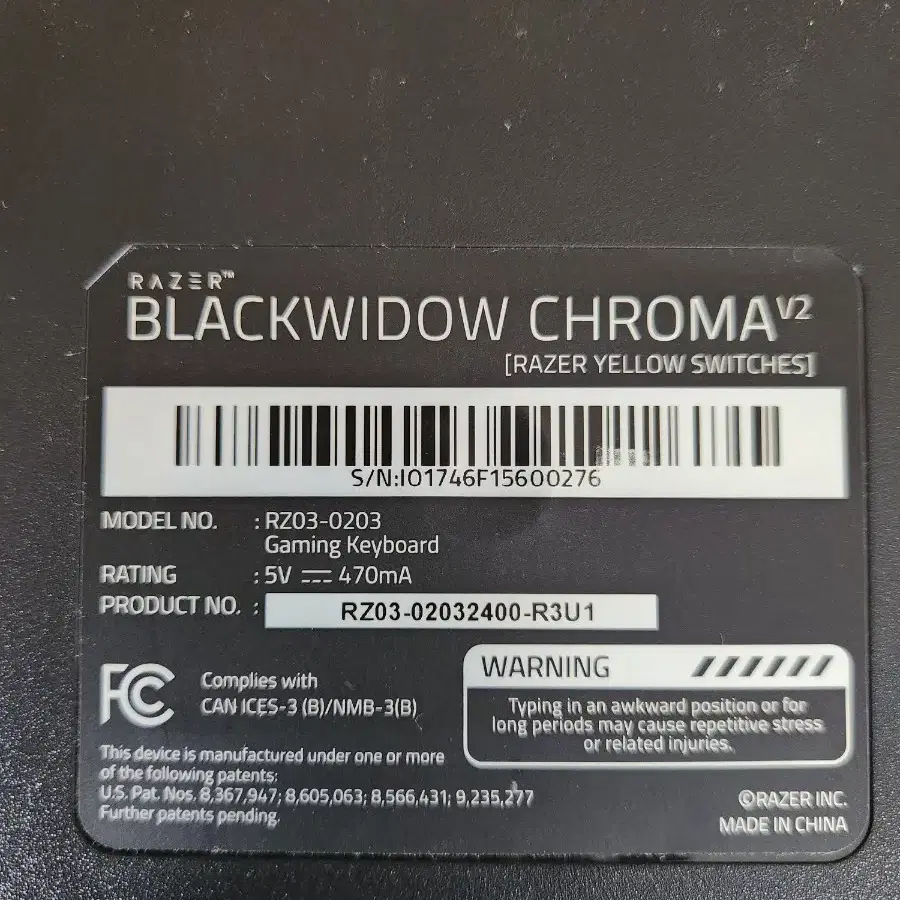 RAZER™
BLACKWIDOW CHROMA V2
[RAZER YELLOW SWITCHES]
S/N:IO1746F15600276
MODEL NO. : RZ03-0203
Gaming Keyboard
RATING : 5V ⎓ 470mA
PRODUCT NO. : RZ03-02032400-R3U1
FC
Complies with
CAN ICES-3 (B)/NMB-3(B)
This device is manufactured under one or more
of the following patents:
U.S. Pat. Nos. 8,367,947; 8,605,063; 8,566,431; 9,235,277
Further patents pending.
WARNING
Typing in an awkward position or for
long periods may cause repetitive stress
or related injuries.
©RAZER INC.
MADE IN CHINA